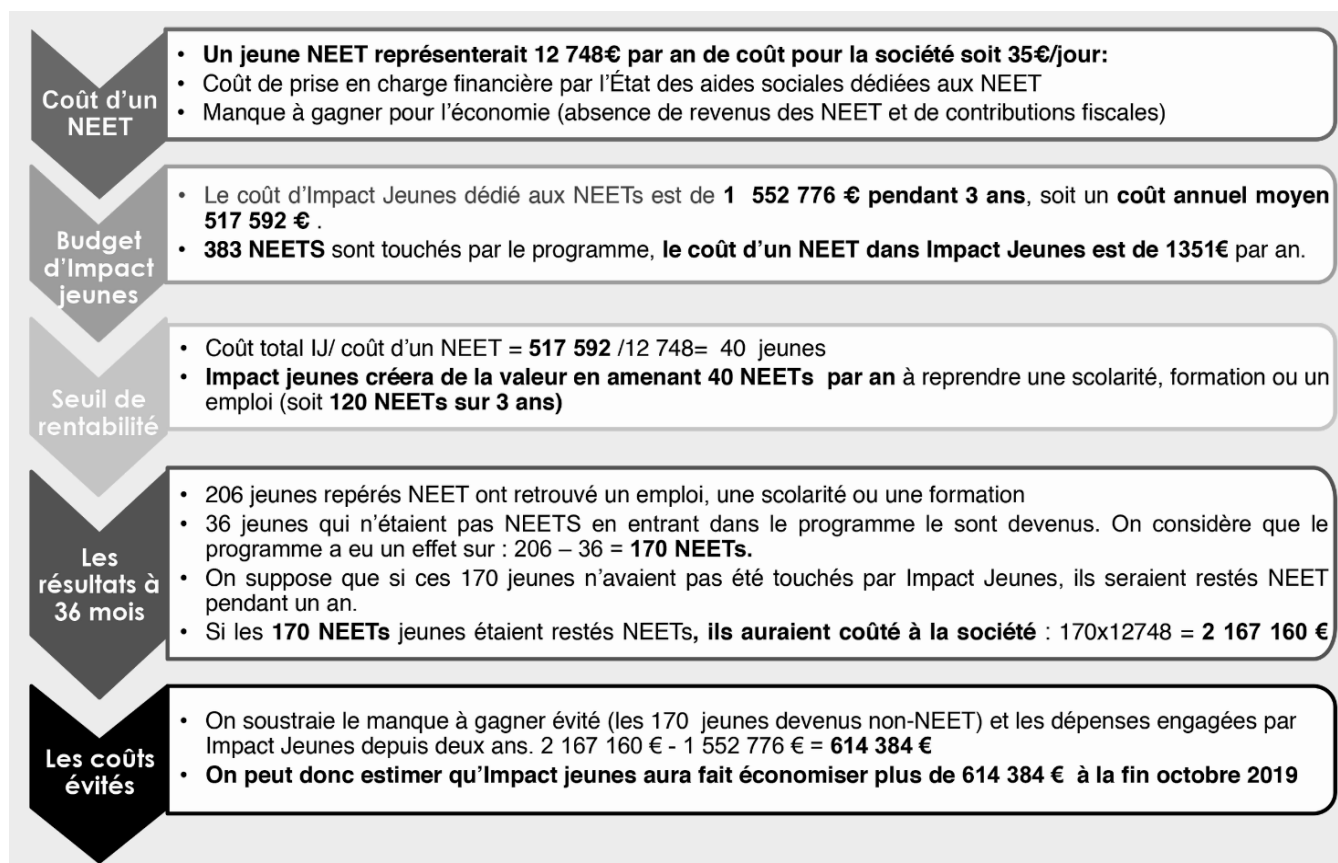 Coût d’un
NEET
• Un jeune NEET représenterait 12 748€ par an de coût pour la société soit 35€/jour:
• Coût de prise en charge financière par l’État des aides sociales dédiées aux NEET
• Manque à gagner pour l’économie (absence de revenus des NEET et de contributions fiscales)
Budget
d’Impact
jeunes
• Le coût d’Impact Jeunes dédié aux NEETs est de 1 552 776 € pendant 3 ans, soit un coût annuel moyen
517 592 € .
• 383 NEETS sont touchés par le programme, le coût d’un NEET dans Impact Jeunes est de 1351€ par an.
Seuil de
rentabilité
• Coût total IJ/ coût d’un NEET = 517 592 /12 748= 40 jeunes
• Impact jeunes créera de la valeur en amenant 40 NEETs par an à reprendre une scolarité, formation ou un
emploi (soit 120 NEETs sur 3 ans)
Les
résultats à
36 mois
• 206 jeunes repérés NEET ont retrouvé un emploi, une scolarité ou une formation
• 36 jeunes qui n’étaient pas NEETS en entrant dans le programme le sont devenus. On considère que le
programme a eu un effet sur : 206 – 36 = 170 NEETs.
• On suppose que si ces 170 jeunes n’avaient pas été touchés par Impact Jeunes, ils seraient restés NEET
pendant un an.
• Si les 170 NEETs jeunes étaient restés NEETs, ils auraient coûté à la société : 170x12748 = 2 167 160 €
Les coûts
évités
• On soustraie le manque à gagner évité (les 170 jeunes devenus non-NEET) et les dépenses engagées par
Impact Jeunes depuis deux ans. 2 167 160 € - 1 552 776 € = 614 384 €
• On peut donc estimer qu’Impact jeunes aura fait économiser plus de 614 384 € à la fin octobre 2019